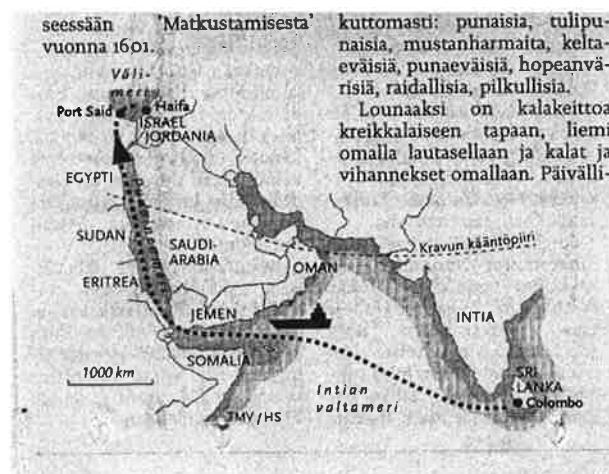 seessään 'Matkustamisesta'
vuonna 1601.
kuttomasti: punaisia, tulipu-
naisia, mustanharmaita, kelta-
eväisiä, punaeväisiä, hopeanvä-
risiä, raidallisia, pilkullisia.
Lounaaksi on kalakeittoa
kreikkalaiseen tapaan, liemi
omalla lautasellaan ja kalat ja
vihannekset omallaan. Päivälli-
Väli-
meri
Port Said
Haifa
ISRAEL
JORDANIA
EGYPTI
Punainenmeri
SUDAN
SAUDI-
ARABIA
ERITREA
JEMEN
OMAN
Kravun kääntöpiiri
INTIA
SOMALIA
1000 km
Intian
valtameri
SRI
LANKA
Colombo
TMV/HS